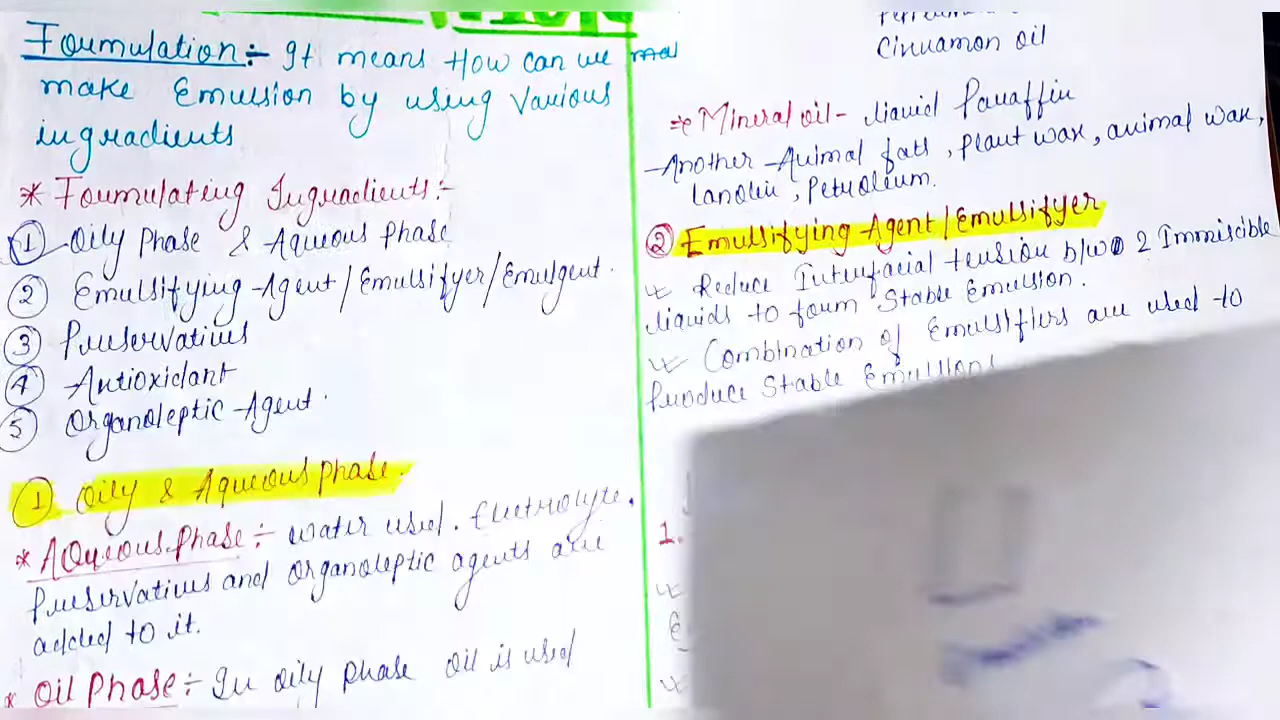 Formulation:- It means How can we
make Emulsion by using Various
ingradients
* Formulating Ingradients:-
① Oily Phase & Aqueous Phase
② Emulsifying Agent/Emulsifyer/Emulgent.
③ Preservatives
④ Antioxidant
⑤ Organoleptic Agent.
① Oily & Aqueous phase.
* Aqueous phase:- water used. Electrolyte,
Preservatives and organoleptic agents are
added to it.
* Oil Phase:- In oily phase oil is used
Cinnamon oil
⇒ Mineral oil- liquid Paraffin
-Another -Animal fats, plant wax, animal wax,
lanolin, Petroleum.
② Emulsifying Agent/Emulsifyer
Reduce Interfacial tension b/w 2 Immiscible
liquids to form Stable Emulsion.
Combination of Emulsifiers are used to
Produce Stable Emulsions
1.